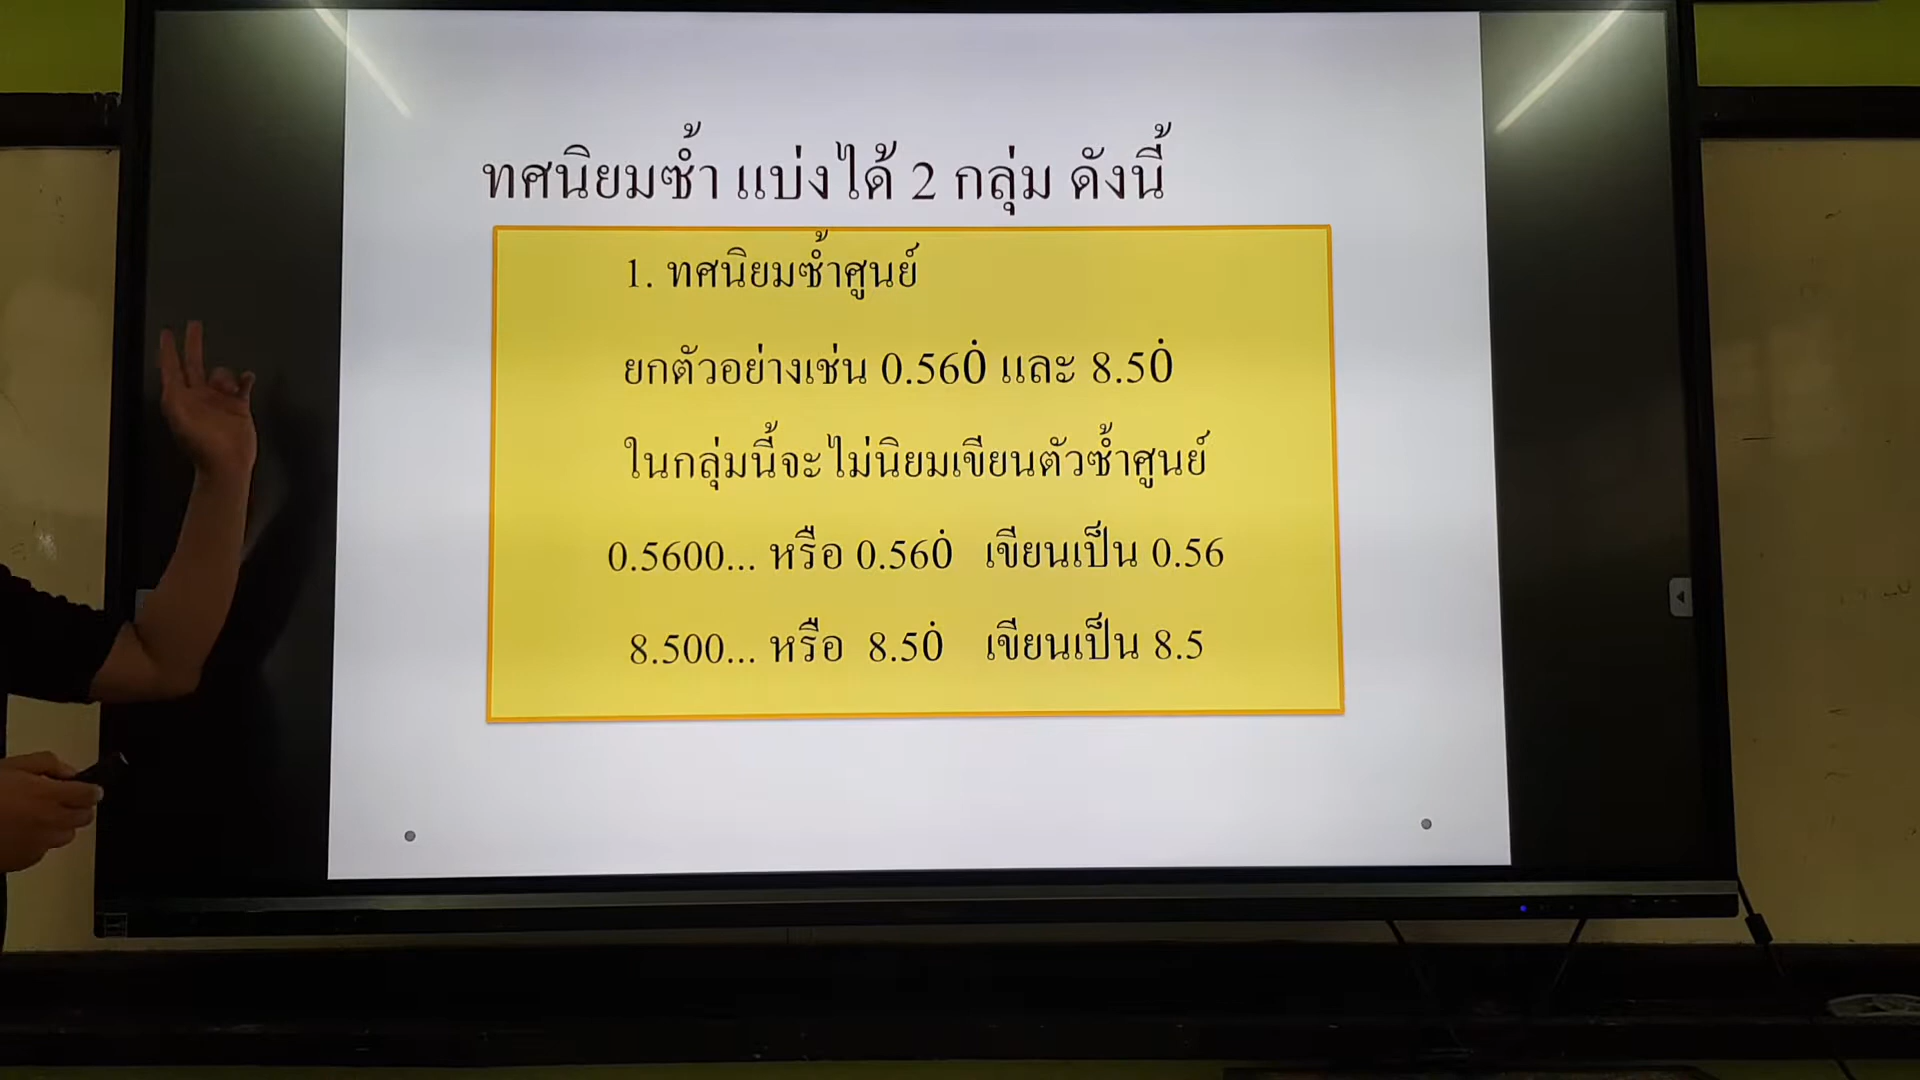 ทศนิยมซ้ำ แบ่งได้ 2 กลุ่ม ดังนี้
1. ทศนิยมซ้ำศูนย์
ยกตัวอย่างเช่น 0.560̇ และ 8.50̇
ในกลุ่มนี้จะไม่นิยมเขียนตัวซ้ำศูนย์
0.5600... หรือ 0.560̇ เขียนเป็น 0.56
8.500... หรือ 8.50̇ เขียนเป็น 8.5